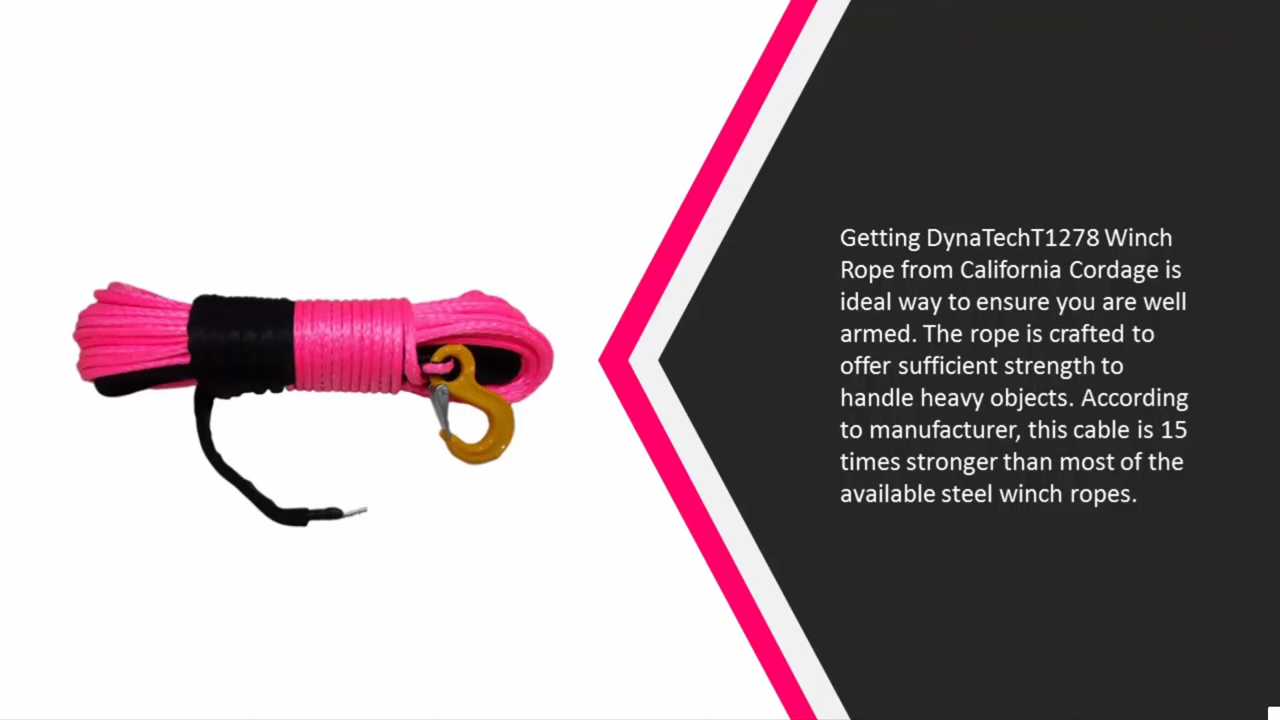 Getting DynaTechT1278 Winch
Rope from California Cordage is
ideal way to ensure you are well
armed. The rope is crafted to
offer sufficient strength to
handle heavy objects. According
to manufacturer, this cable is 15
times stronger than most of the
available steel winch ropes.